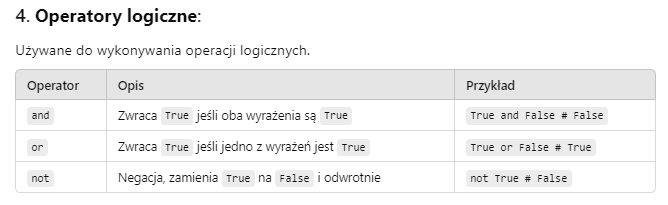 4. Operatory logiczne:
Używane do wykonywania operacji logicznych.
Operator Opis Przykład
and Zwraca True jeśli oba wyrażenia są True True and False # False
or Zwraca True jeśli jedno z wyrażeń jest True True or False # True
not Negacja, zamienia True na False i odwrotnie not True # False